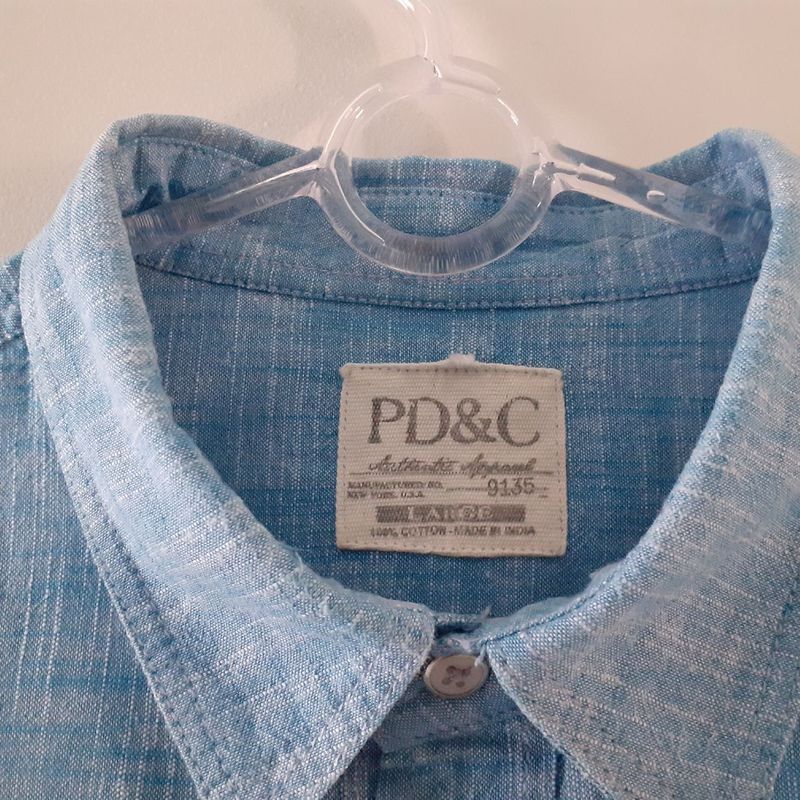 PD&C
Authentic Apparel
MANUFACTURED: NO.
NEW YORK. U.S.A. 9135
LARGE
100% COTTON-MADE IN INDIA